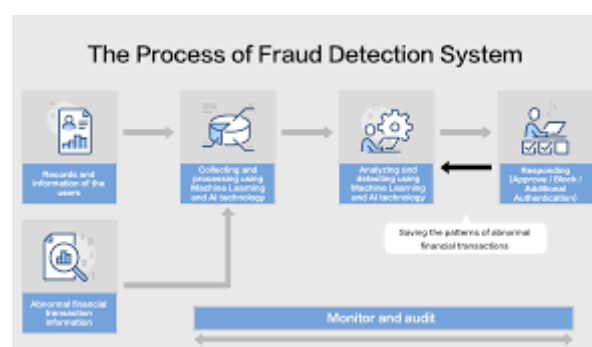 The Process of Fraud Detection System
Records and
information of the
users
Collecting and
processing using
Machine Learning
and AI technology
Analyzing and
detecting using
Machine Learning
and AI technology
Responding
(Approve / Block /
Additional
Authentication)
Saving the patterns of abnormal
financial transactions
Abnormal financial
transaction
information
Monitor and audit